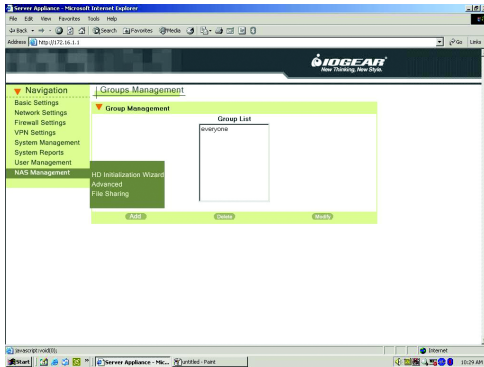 Server Appliance - Microsoft Internet Explorer
File Edit View Favorites Tools Help
Back Search Favorites Media
Address http://172.16.1.1 Go Links
IOGEAR
New Thinking, New Style.
Navigation
Groups Management
Basic Settings
Network Settings
Firewall Settings
VPN Settings
System Management
System Reports
User Management
NAS Management
Group Management
Group List
everyone
HD Initialization Wizard
Advanced
File Sharing
Add Delete Modify
javascript:void(0); Internet
Start Server Appliance - Mic... untitled - Paint 10:29 AM